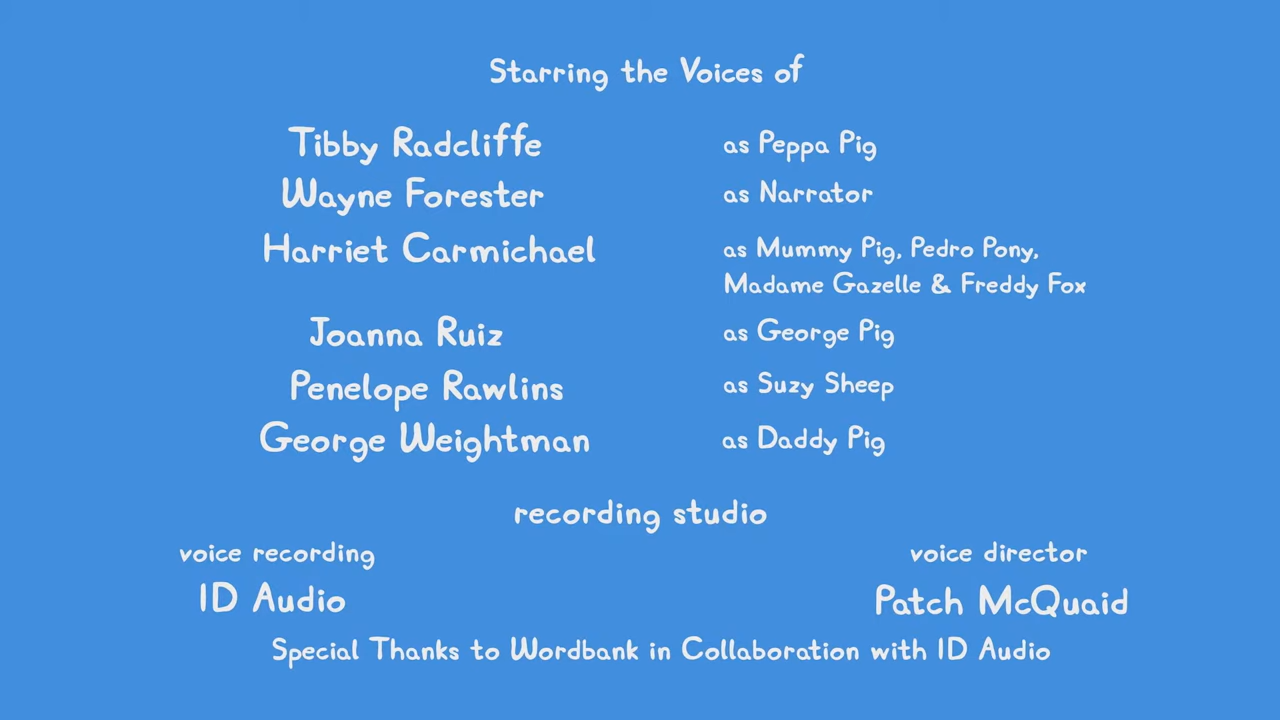 Starring the Voices of
Tibby Radcliffe as Peppa Pig
Wayne Forester as Narrator
Harriet Carmichael as Mummy Pig, Pedro Pony,
Madame Gazelle & Freddy Fox
Joanna Ruiz as George Pig
Penelope Rawlins as Suzy Sheep
George Weightman as Daddy Pig
recording studio
voice recording voice director
ID Audio Patch McQuaid
Special Thanks to Wordbank in Collaboration with ID Audio